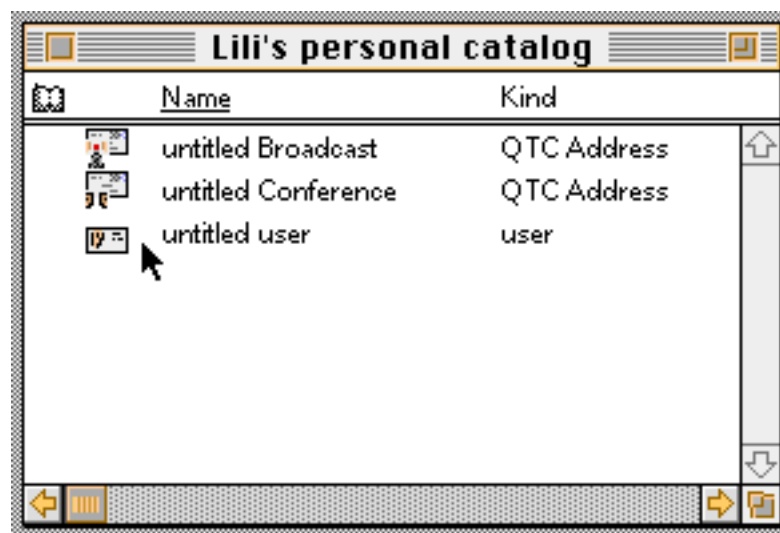 Lili's personal catalog
Name Kind
untitled Broadcast QTC Address
untitled Conference QTC Address
untitled user user